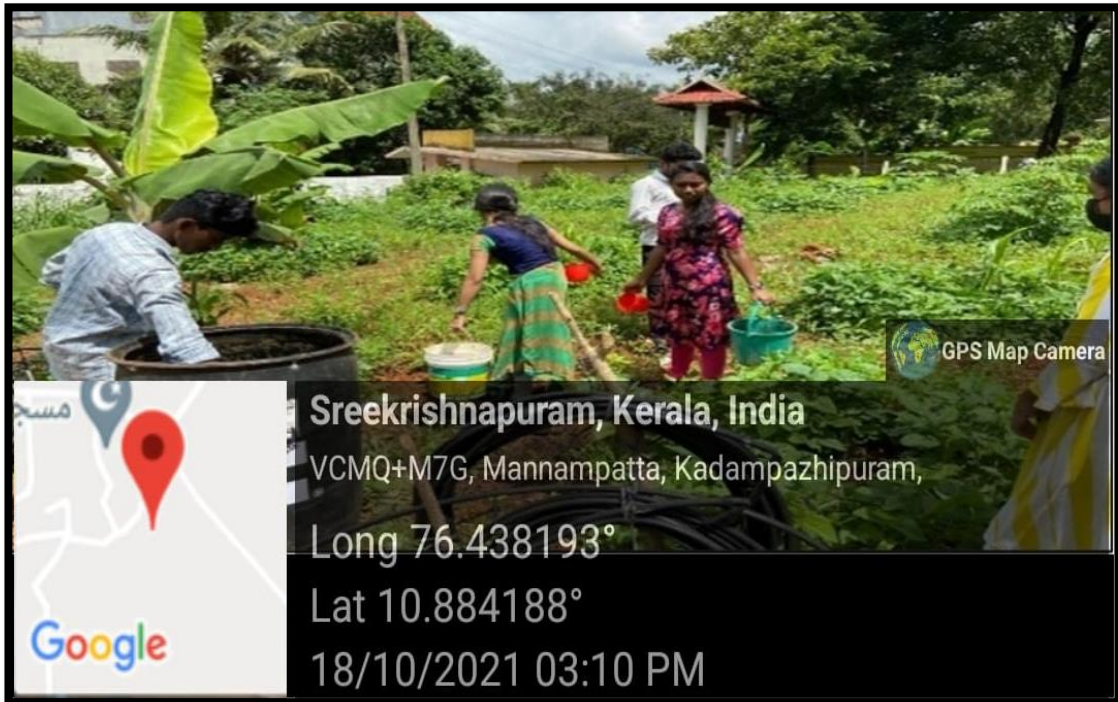 GPS Map Camera
مسج
Sreekrishnapuram, Kerala, India
VCMQ+M7G, Mannampatta, Kadampazhipuram,
Long 76.438193°
Lat 10.884188°
18/10/2021 03:10 PM
Google